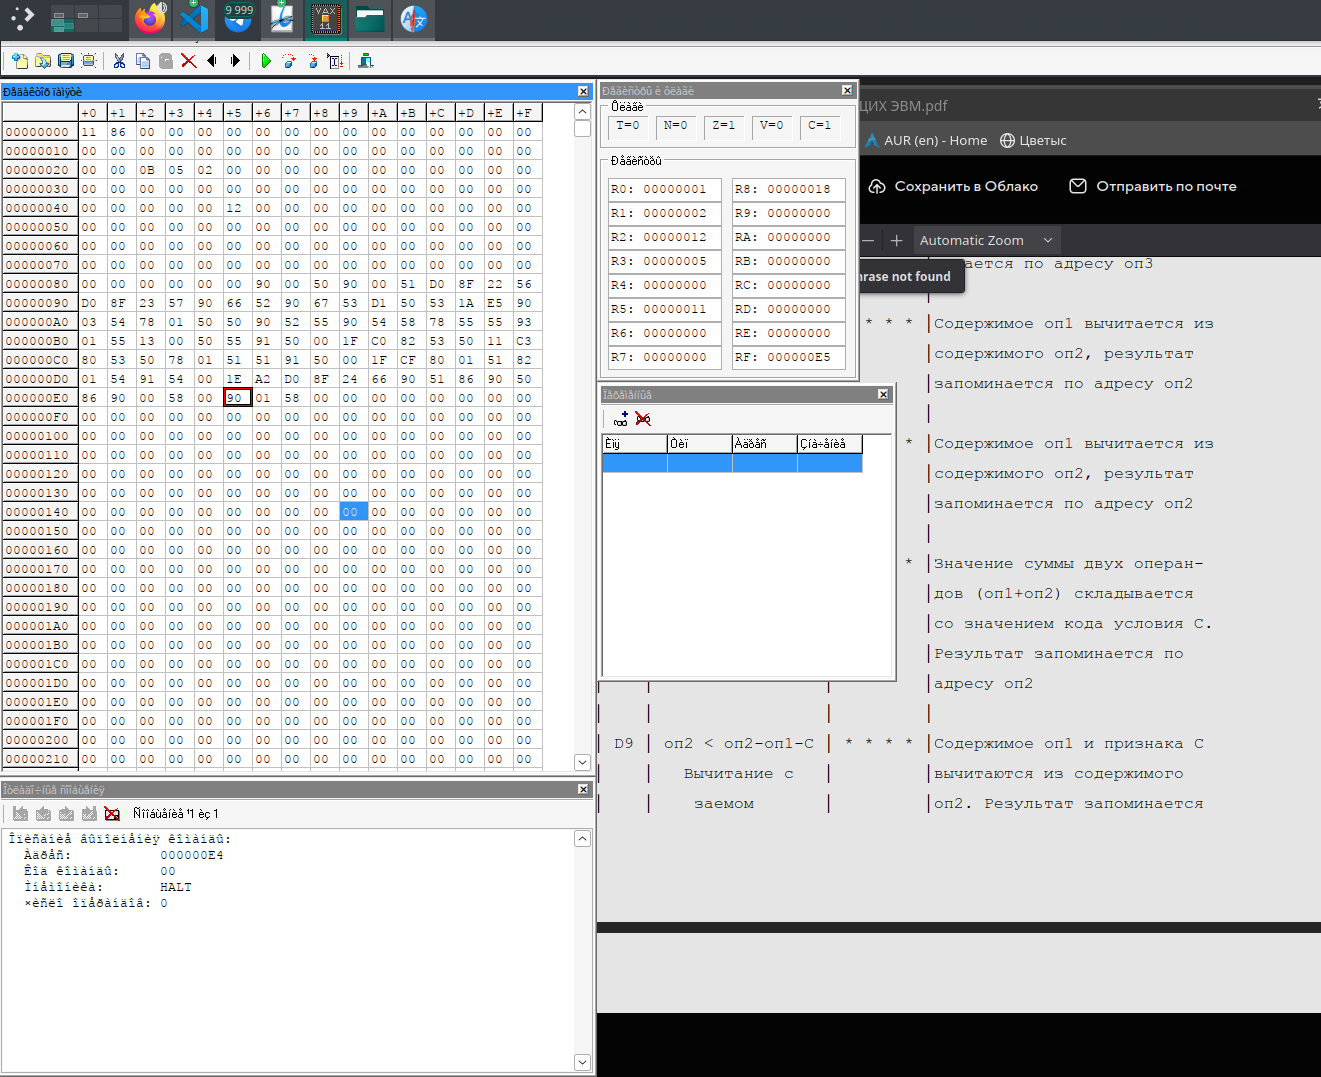 9 999
VAX
11
Ðåäàêòîð ïàìÿòè
+0 +1 +2 +3 +4 +5 +6 +7 +8 +9 +A +B +C +D +E +F
00000000 11 86 00 00 00 00 00 00 00 00 00 00 00 00 00 00
00000010 00 00 00 00 00 00 00 00 00 00 00 00 00 00 00 00
00000020 00 00 0B 05 02 00 00 00 00 00 00 00 00 00 00 00
00000030 00 00 00 00 00 00 00 00 00 00 00 00 00 00 00 00
00000040 00 00 00 00 00 12 00 00 00 00 00 00 00 00 00 00
00000050 00 00 00 00 00 00 00 00 00 00 00 00 00 00 00 00
00000060 00 00 00 00 00 00 00 00 00 00 00 00 00 00 00 00
00000070 00 00 00 00 00 00 00 00 00 00 00 00 00 00 00 00
00000080 00 00 00 00 00 00 90 00 50 90 00 51 D0 8F 22 56
00000090 D0 8F 23 57 90 66 52 90 67 53 D1 50 53 1A E5 90
000000A0 03 54 78 01 50 50 90 52 55 90 54 58 78 55 55 93
000000B0 01 55 13 00 50 55 91 50 00 1F C0 82 53 50 11 C3
000000C0 80 53 50 78 01 51 51 91 50 00 1F CF 80 01 51 82
000000D0 01 54 91 54 00 1E A2 D0 8F 24 66 90 51 86 90 50
000000E0 86 90 00 58 00 90 01 58 00 00 00 00 00 00 00 00
000000F0 00 00 00 00 00 00 00 00 00 00 00 00 00 00 00 00
00000100 00 00 00 00 00 00 00 00 00 00 00 00 00 00 00 00
00000110 00 00 00 00 00 00 00 00 00 00 00 00 00 00 00 00
00000120 00 00 00 00 00 00 00 00 00 00 00 00 00 00 00 00
00000130 00 00 00 00 00 00 00 00 00 00 00 00 00 00 00 00
00000140 00 00 00 00 00 00 00 00 00 00 00 00 00 00 00 00
00000150 00 00 00 00 00 00 00 00 00 00 00 00 00 00 00 00
00000160 00 00 00 00 00 00 00 00 00 00 00 00 00 00 00 00
00000170 00 00 00 00 00 00 00 00 00 00 00 00 00 00 00 00
00000180 00 00 00 00 00 00 00 00 00 00 00 00 00 00 00 00
00000190 00 00 00 00 00 00 00 00 00 00 00 00 00 00 00 00
000001A0 00 00 00 00 00 00 00 00 00 00 00 00 00 00 00 00
000001B0 00 00 00 00 00 00 00 00 00 00 00 00 00 00 00 00
000001C0 00 00 00 00 00 00 00 00 00 00 00 00 00 00 00 00
000001D0 00 00 00 00 00 00 00 00 00 00 00 00 00 00 00 00
000001E0 00 00 00 00 00 00 00 00 00 00 00 00 00 00 00 00
000001F0 00 00 00 00 00 00 00 00 00 00 00 00 00 00 00 00
00000200 00 00 00 00 00 00 00 00 00 00 00 00 00 00 00 00
00000210 00 00 00 00 00 00 00 00 00 00 00 00 00 00 00 00
Ðåãèñòðû è ôëàãè
Ôëàãè
T=0 N=0 Z=1 V=0 C=1
Ðåãèñòðû
R0: 00000001 R8: 00000018
R1: 00000002 R9: 00000000
R2: 00000012 RA: 00000000
R3: 00000005 RB: 00000000
R4: 00000000 RC: 00000000
R5: 00000011 RD: 00000000
R6: 00000000 RE: 00000000
R7: 00000000 RF: 000000E5
Ïåðåìåííûå
Èìÿ Òèï Àäðåñ Çíà÷åíèå
Îòëàäî÷íûå ñîîáùåíèÿ
Ñîîáùåíèå ¹1 èç 1
Îïèñàíèå âûïîëíåíèÿ êîìàíäû:
Àäðåñ: 000000E4
Êîä êîìàíäû: 00
Ìíåìîíèêà: HALT
×èñëî îïåðàíäîâ: 0
ЩИХ ЭВМ.pdf
AUR (en) - Home Цветыс
Сохранить в Облако Отправить по почте
Automatic Zoom
hrase not found
ается по адресу оп3
* * * |Содержимое оп1 вычитается из
|содержимого оп2, результат
|запоминается по адресу оп2
|
* |Содержимое оп1 вычитается из
|содержимого оп2, результат
|запоминается по адресу оп2
|
* |Значение суммы двух операн-
|дов (оп1+оп2) складывается
|со значением кода условия С.
|Результат запоминается по
|адресу оп2
| | | |
| D9 | оп2 < оп2-оп1-С | * * * * |Содержимое оп1 и признака С
| | Вычитание с | |вычитаются из содержимого
| | заемом | |оп2. Результат запоминается